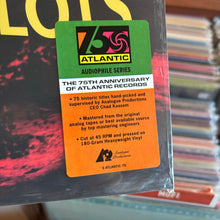 LOTS
75
ATLANTIC
AUDIOPHILE SERIES
THE 75TH ANNIVERSARY
OF ATLANTIC RECORDS
• 75 historic titles hand-picked and
supervised by Analogue Productions
CEO Chad Kassem
• Mastered from the original
analog tapes or best available source
by top mastering engineers
• Cut at 45 RPM and pressed on
180-Gram Heavyweight Vinyl
Analogue Productions